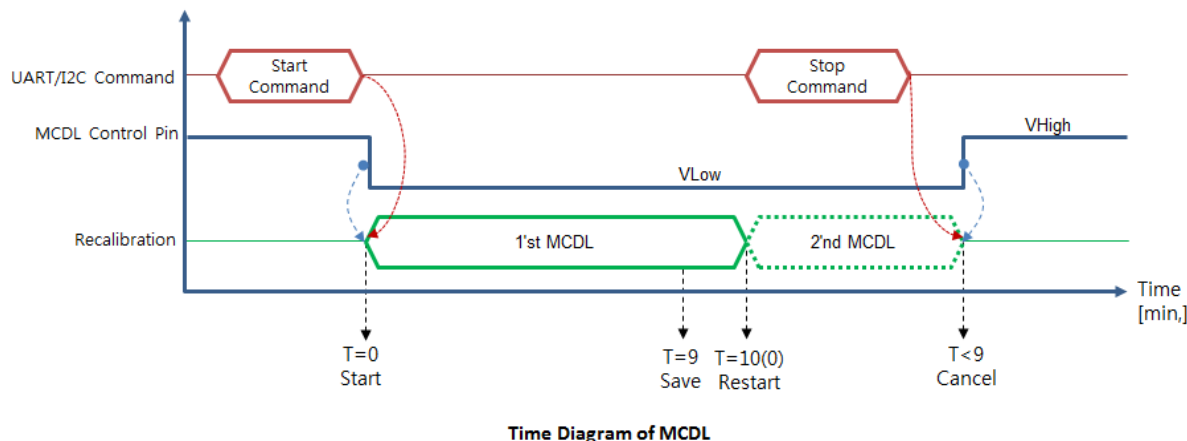 Start
Command
Stop
Command
UART/I2C Command
MCDL Control Pin
VHigh
VLow
Recalibration
1'st MCDL
2'nd MCDL
Time
[min,]
T=0
Start
T=9
Save
T=10(0)
Restart
T<9
Cancel
Time Diagram of MCDL